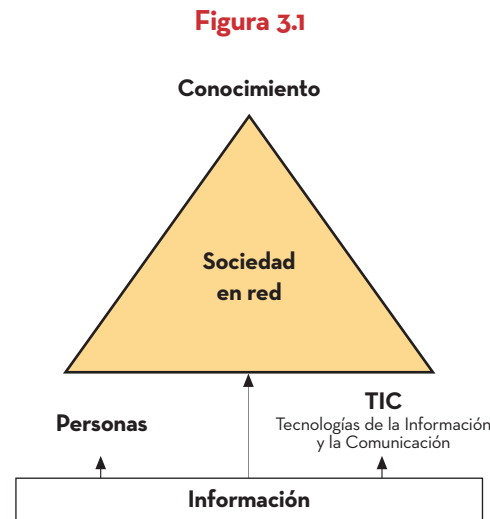 Figura 3.1
Conocimiento
Sociedad
en red
Personas
TIC
Tecnologías de la Información
y la Comunicación
Información